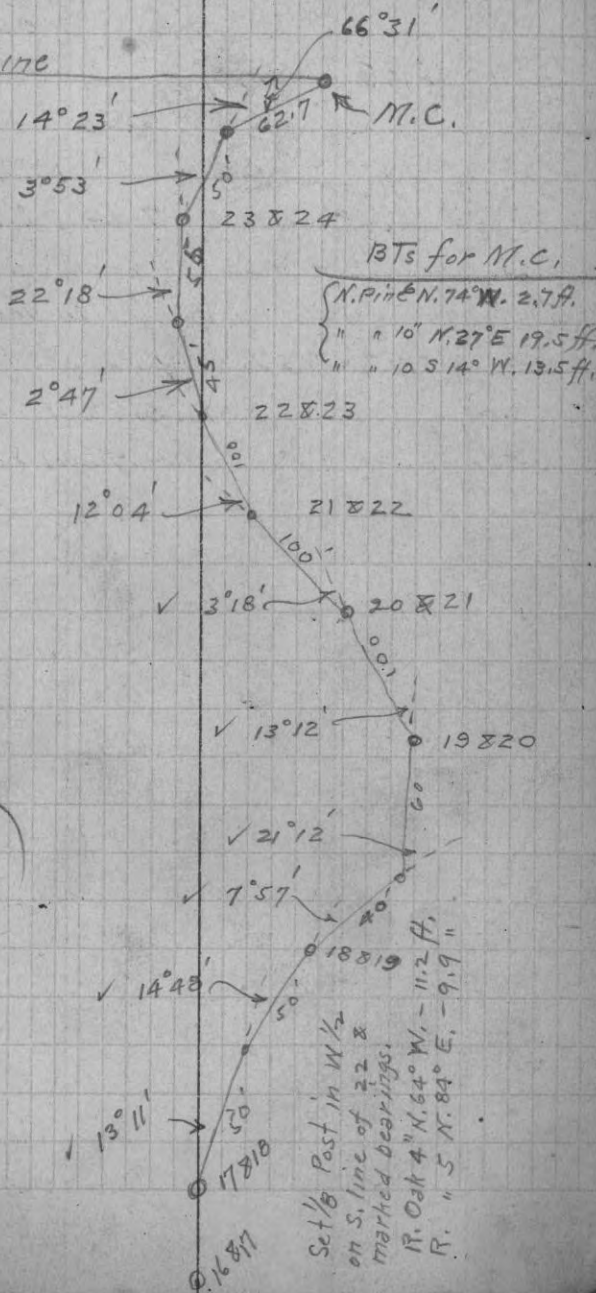 66°31'
ine
14°23'
62.7
M.C.
3°53'
50
23 & 24
BTs for M.C.
N. Pine N. 74° W. 2.7 ft.
" " 10" N. 27° E 19.5 ft.
" " 10 S 14° W. 13.5 ft.
22°18'
2°47'
45'
22 & 23
100
12°04'
21 & 22
100'
✓ 3°18'
20 & 21
100
✓ 13°12'
19 & 20
60
✓ 21°12'
✓ 7°57'
40
18 & 19
✓ 14°48'
50
✓ 13°11'
50
17 & 18
16 & 17
Set 1/8 Post in W 1/2
on S. line of 22 &
marked bearings.
R. Oak 4" N. 64° W. - 11.2 ft.
R. " 5 N. 84° E. - 9.9 "